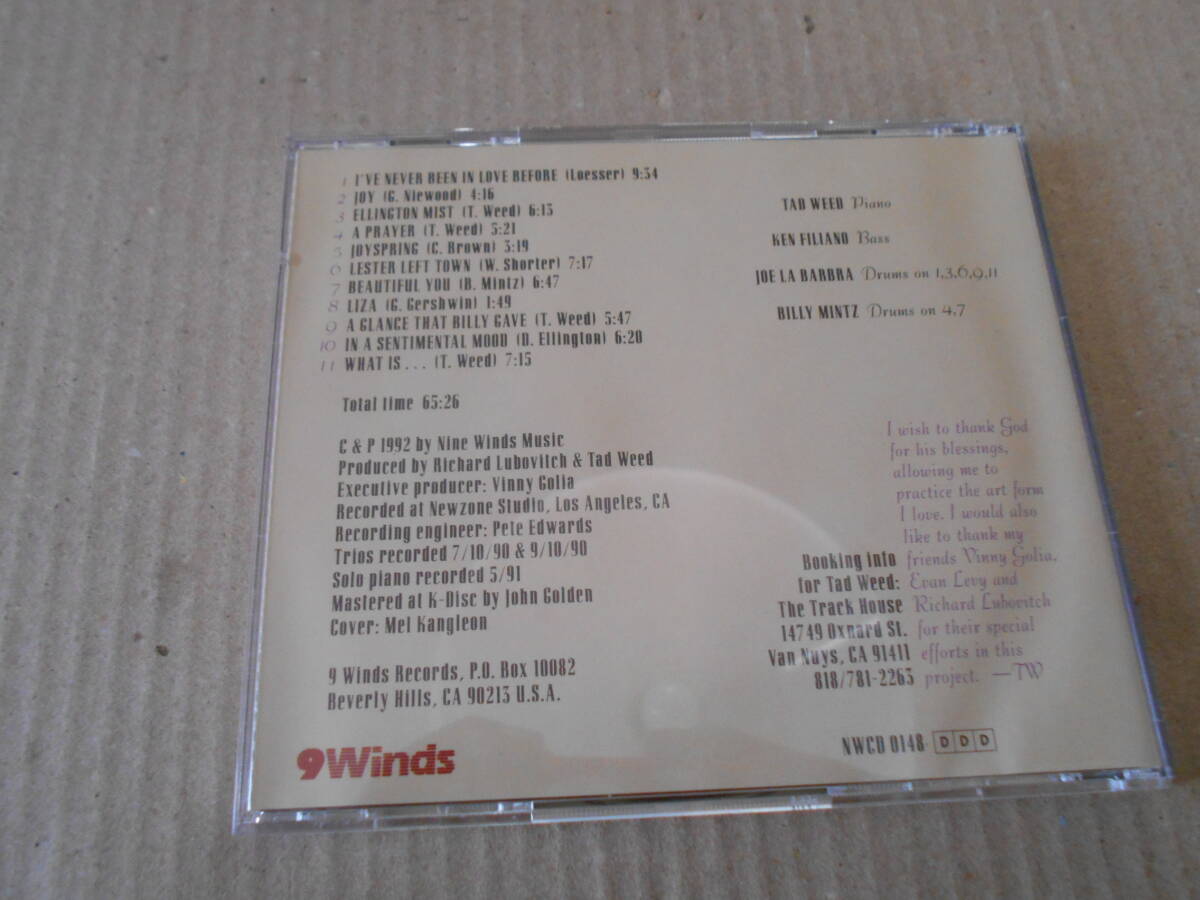 1 I'VE NEVER BEEN IN LOVE BEFORE (Loesser) 9:34
2 JOY (G. Niewood) 4:16
3 ELLINGTON MIST (T. Weed) 6:13
4 A PRAYER (T. Weed) 5:21
5 JOYSPRING (C. Brown) 3:19
6 LESTER LEFT TOWN (W. Shorter) 7:17
7 BEAUTIFUL YOU (B. Mintz) 6:47
8 LIZA (G. Gershwin) 1:49
9 A GLANCE THAT BILLY GAVE (T. Weed) 5:47
10 IN A SENTIMENTAL MOOD (D. Ellington) 6:20
11 WHAT IS... (T. Weed) 7:15
Total time 65:26
TAD WEED Piano
KEN FILIANO Bass
JOE LA BARBRA Drums on 1,3,6,9,11
BILLY MINTZ Drums on 4,7
C & P 1992 by Nine Winds Music
Produced by Richard Lubovitch & Tad Weed
Executive producer: Vinny Golia
Recorded at Newzone Studio, Los Angeles, CA
Recording engineer: Pete Edwards
Trios recorded 7/10/90 & 9/10/90
Solo piano recorded 5/91
Mastered at K-Disc by John Golden
Cover: Mel Kangleon
9 Winds Records, P.O. Box 10082
Beverly Hills, CA 90213 U.S.A.
I wish to thank God
for his blessings,
allowing me to
practice the art form
I love. I would also
like to thank my
friends Vinny Golia,
Evan Levy and
Richard Lubovitch
for their special
efforts in this
project. —TW
Booking info
for Tad Weed:
The Track House
14749 Oxnard St.
Van Nuys, CA 91411
818/781-2263
9Winds
NWCD 0148 DDD